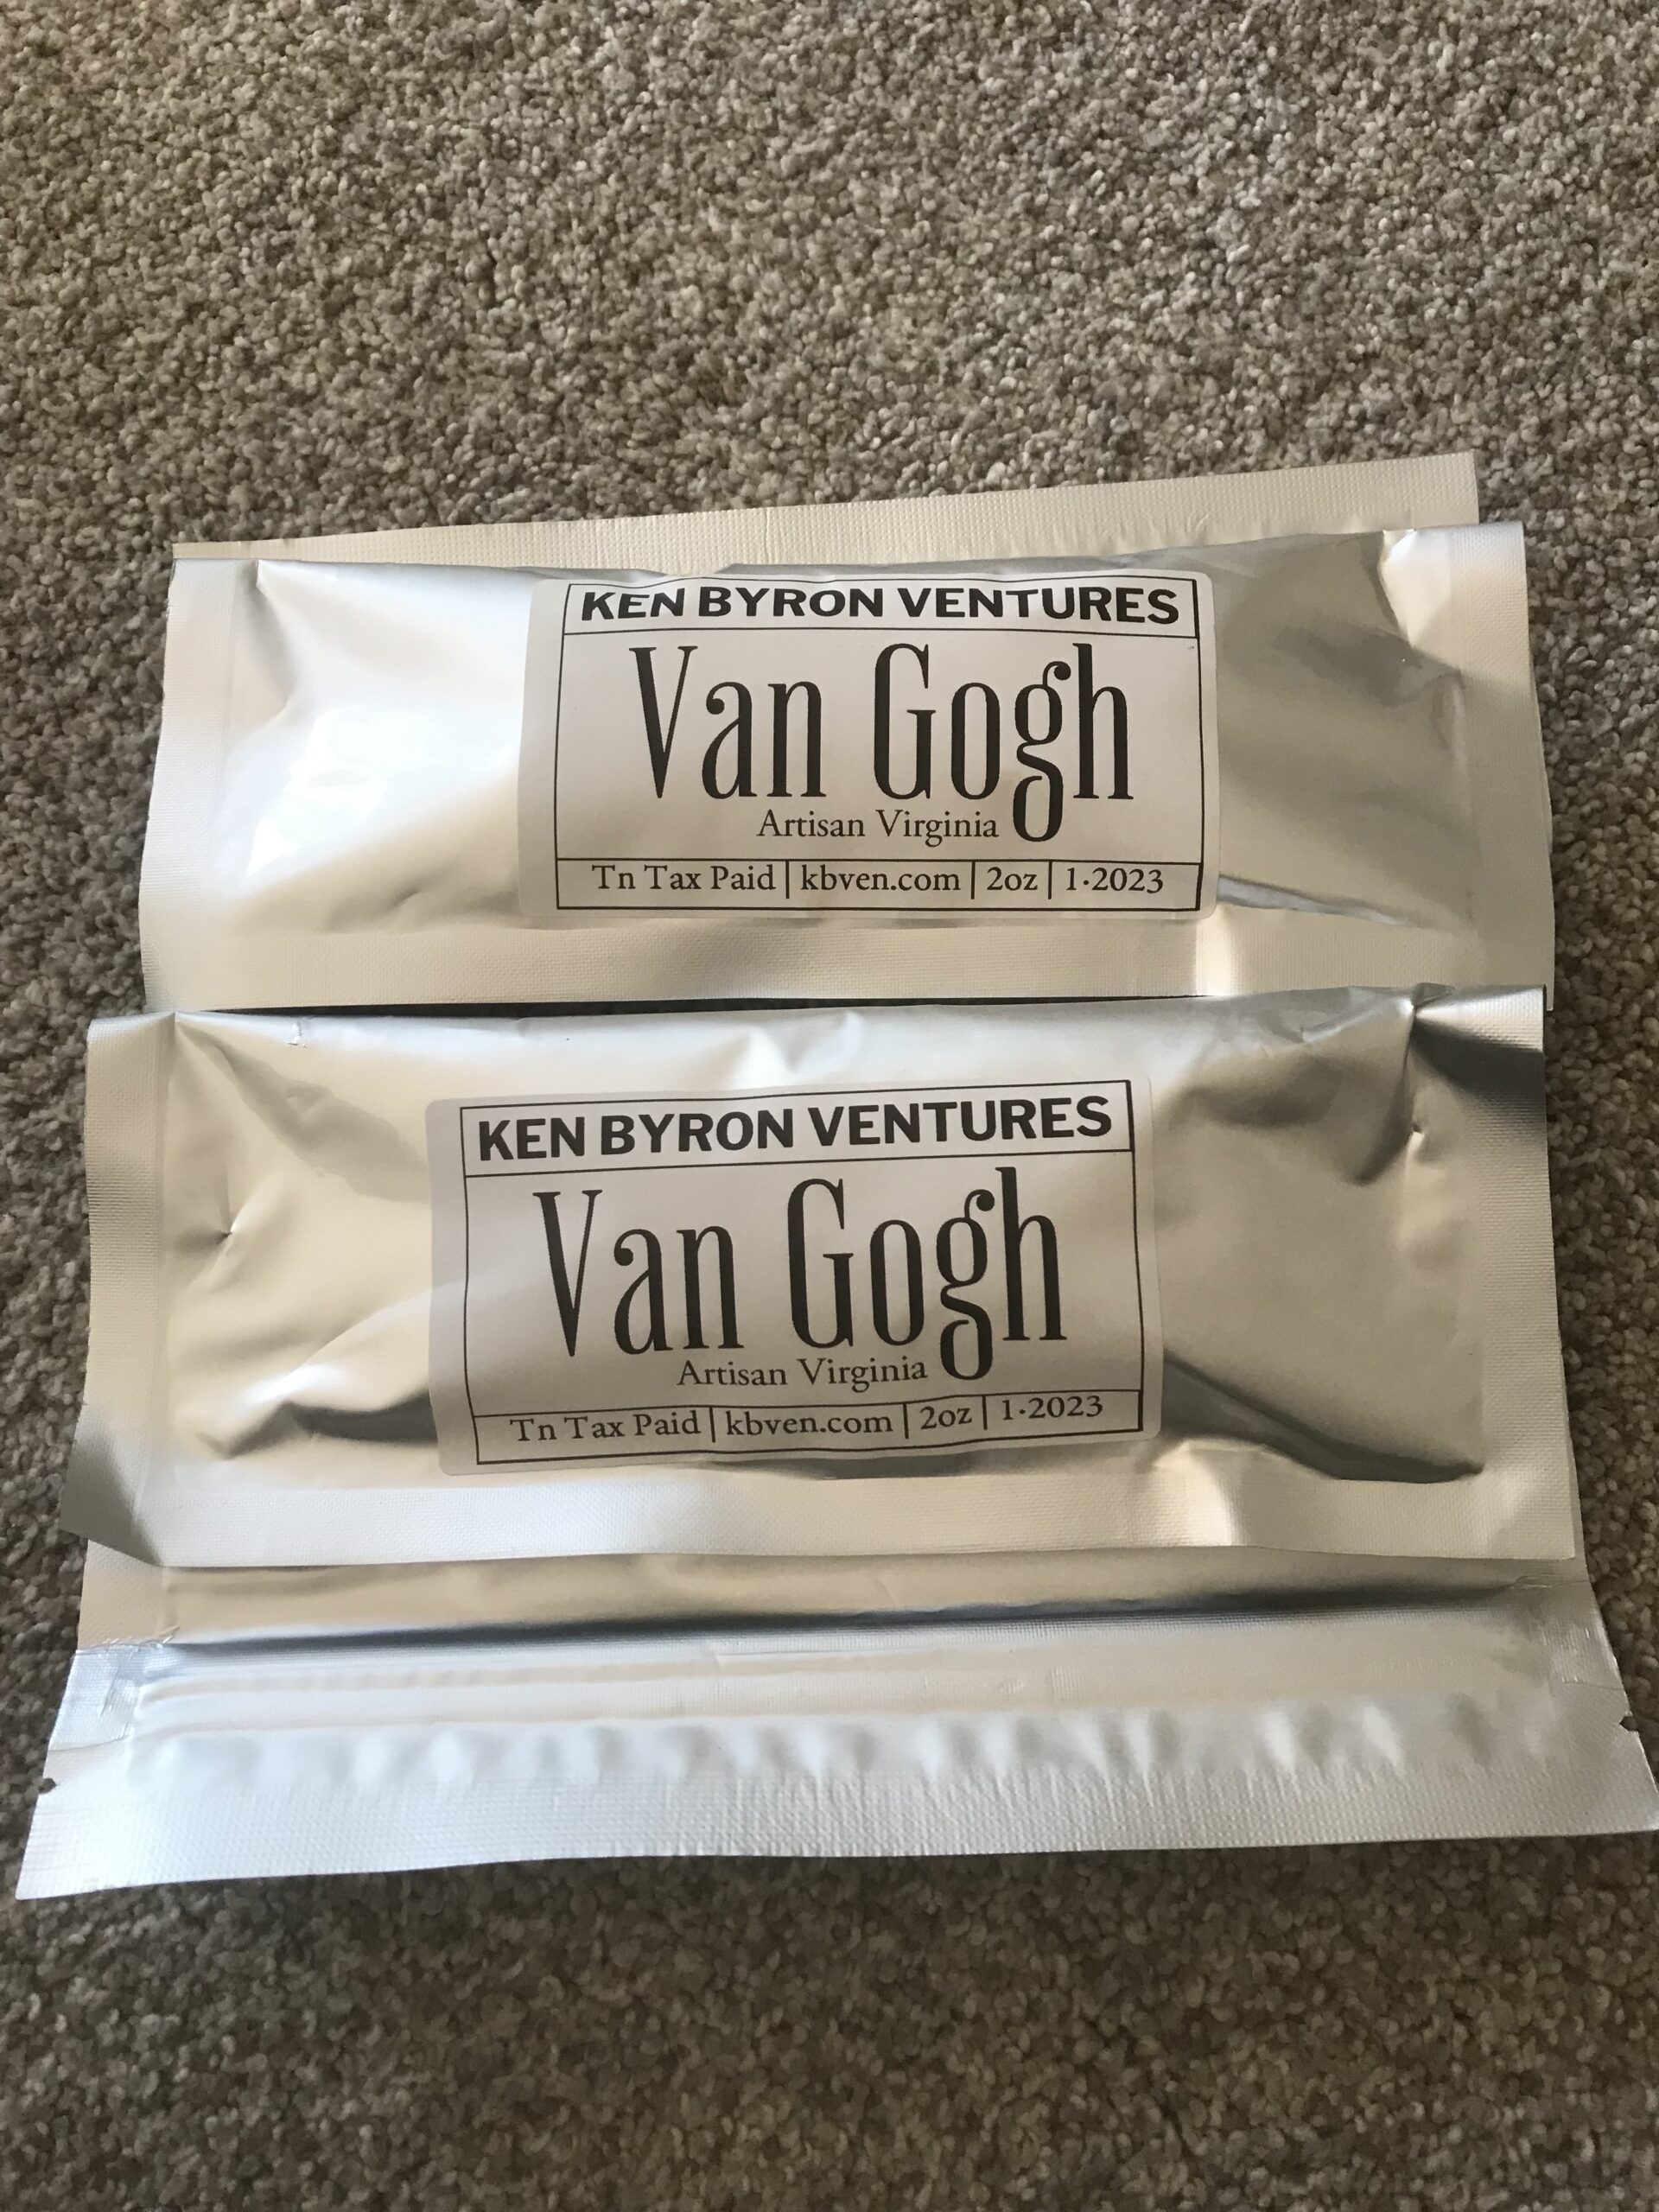 KEN BYRON VENTURES
Van Gogh
Artisan Virginia
Tn Tax Paid | kbven.com | 2oz | 1·2023
KEN BYRON VENTURES
Van Gogh
Artisan Virginia
Tn Tax Paid | kbven.com | 2oz | 1·2023